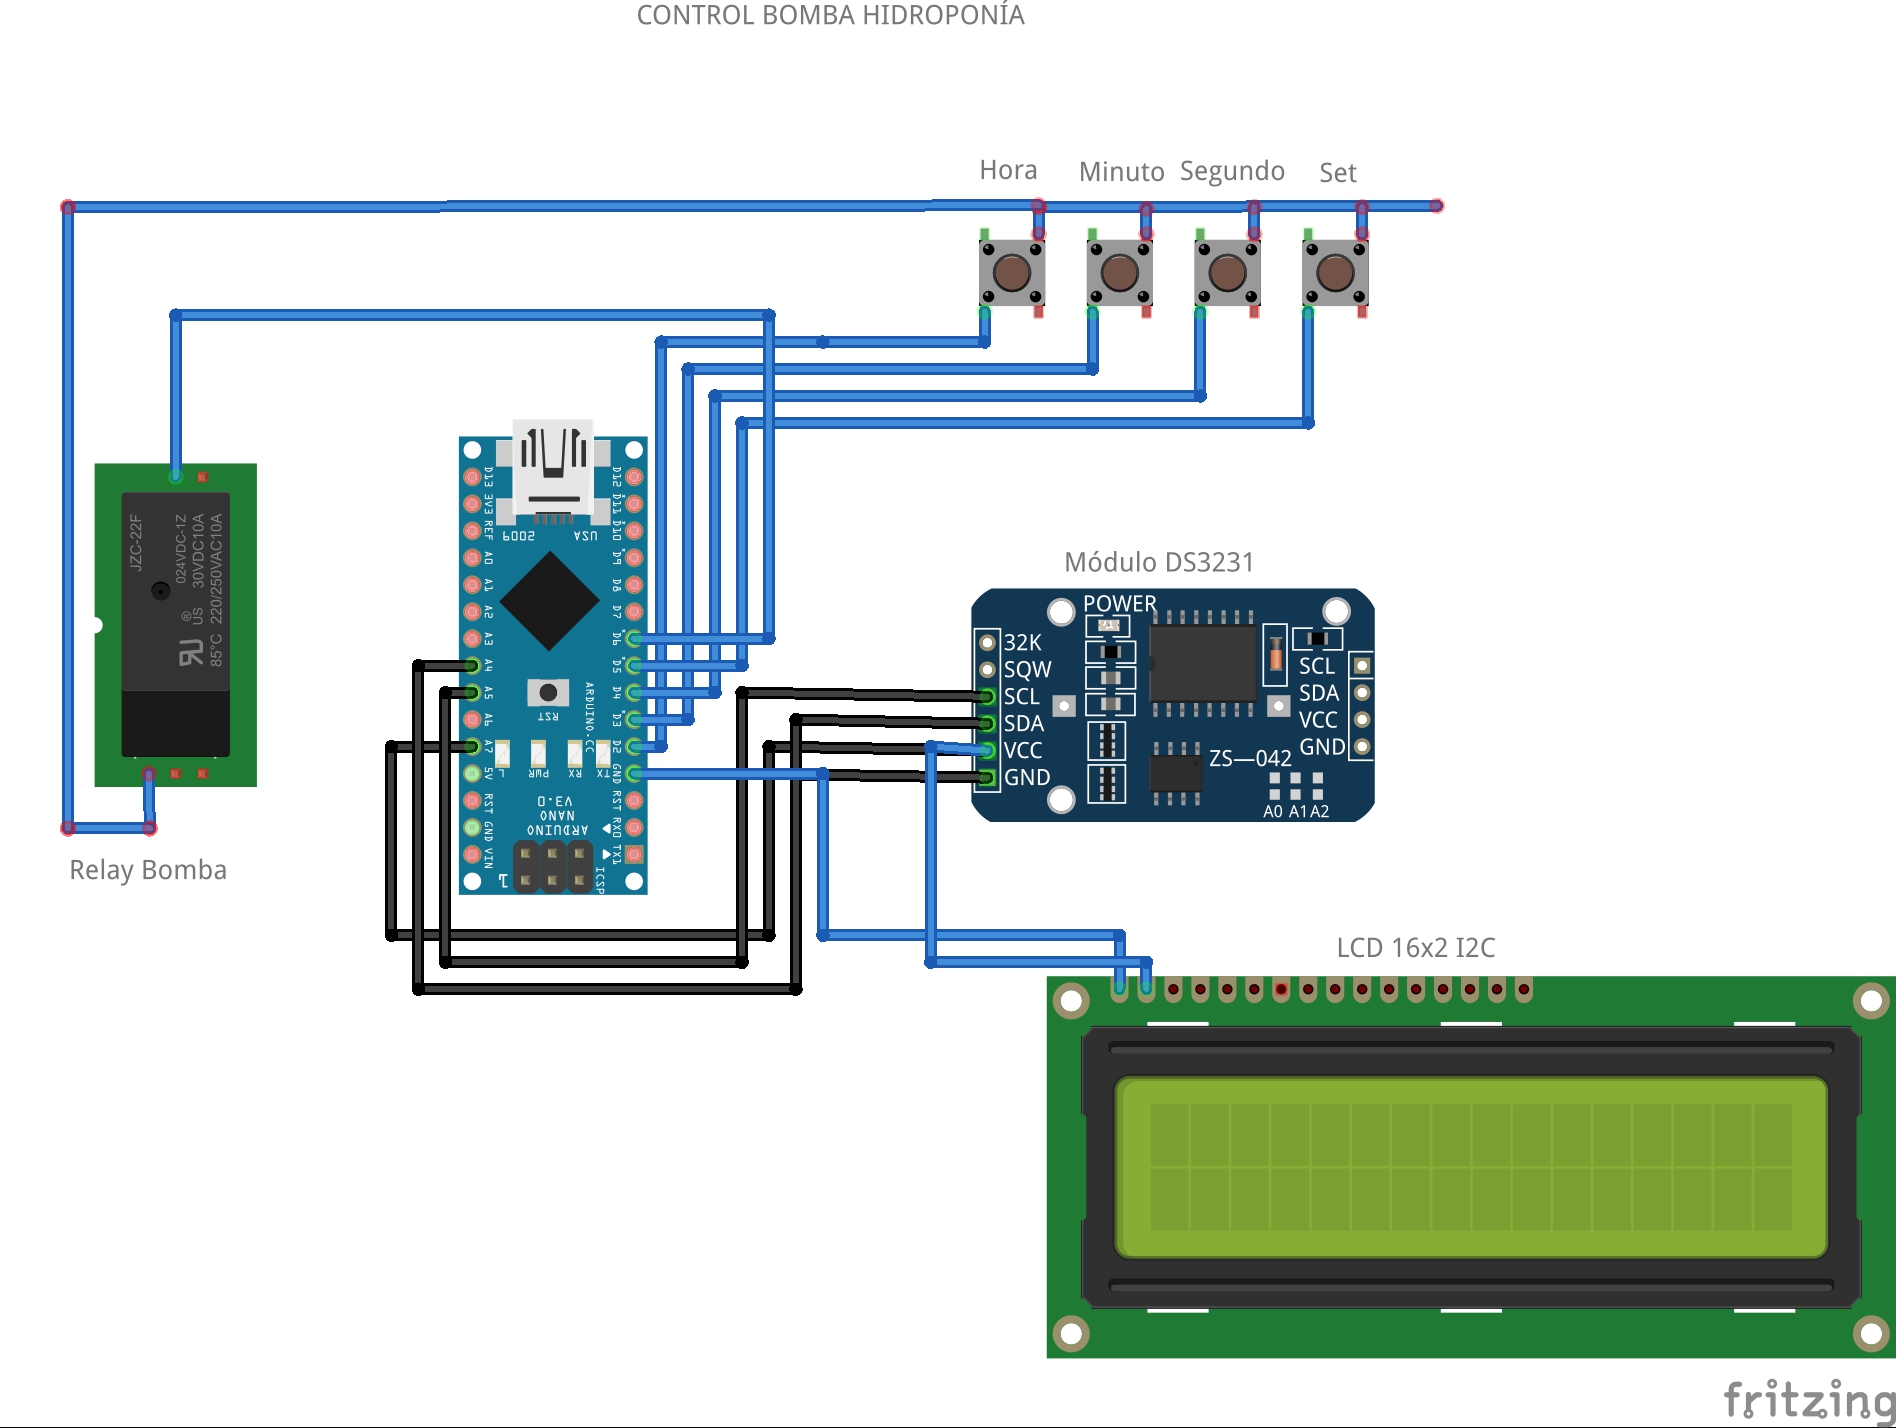 CONTROL BOMBA HIDROPONÍA
Hora
Minuto
Segundo
Set
JZC-22F
024VDC-1Z
30VDC10A
220/250VAC10A
85°C
US
®
Relay Bomba
2009
USA
D13
3V3
REF
A0
A1
A2
A3
A4
A5
A6
A7
5V
RST
GND
VIN
D12
D11
D10
D9
D8
D7
D6
D5
D4
D3
D2
GND
RST
RX0
TX1
RST
ARDUINO.CC
L
PWR
RX
TX
V3.0
NANO
ARDUINO
1
ICSP
Módulo DS3231
POWER
32K
SQW
SCL
SDA
VCC
GND
SCL
SDA
VCC
GND
ZS—042
A0 A1 A2
LCD 16x2 I2C
fritzing